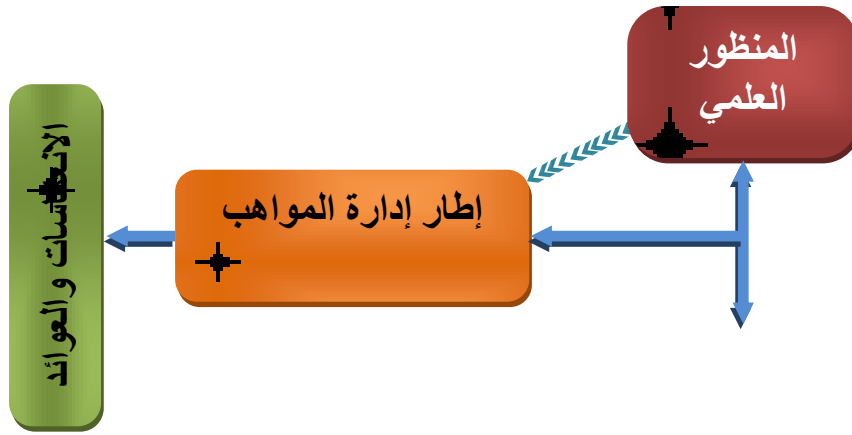 المنظور
العلمي
إطار إدارة المواهب
الانعكاسات والعوائد